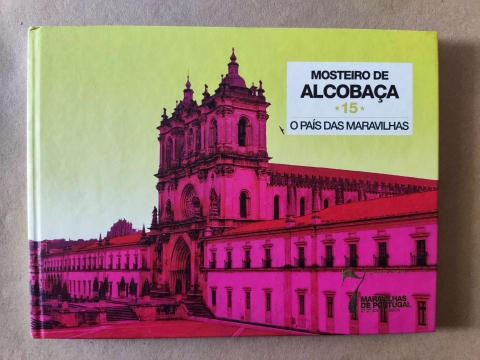 MOSTEIRO DE
ALCOBAÇA
*15*
O PAÍS DAS MARAVILHAS
MARAVILHAS
DE PORTUGAL